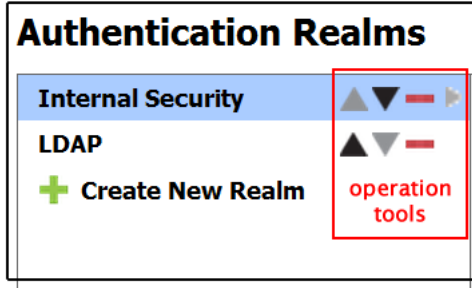 Authentication Realms
Internal Security
LDAP
Create New Realm
operation
tools